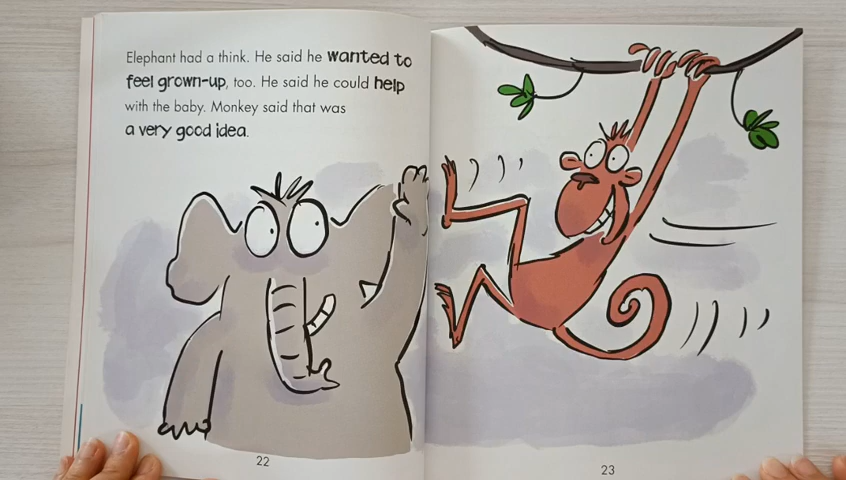 Elephant had a think. He said he wanted to
feel grown-up, too. He said he could help
with the baby. Monkey said that was
a very good idea.
22
23